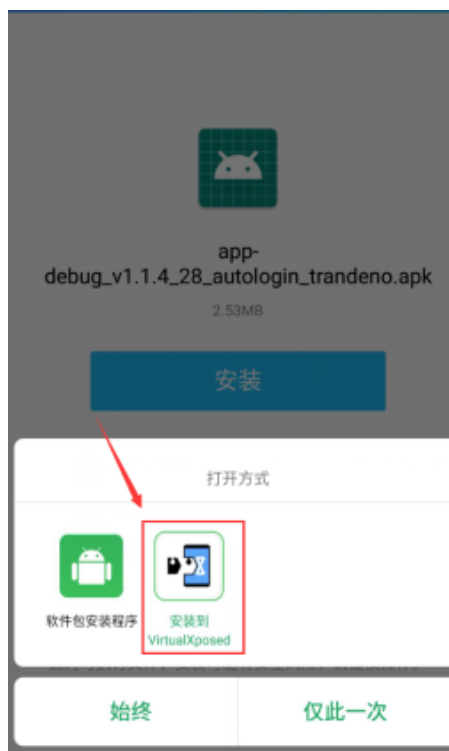 app-
debug_v1.1.4_28_autologin_trandeno.apk
2.53MB
安装
打开方式
软件包安装程序
安装到
VirtualXposed
始终
仅此一次